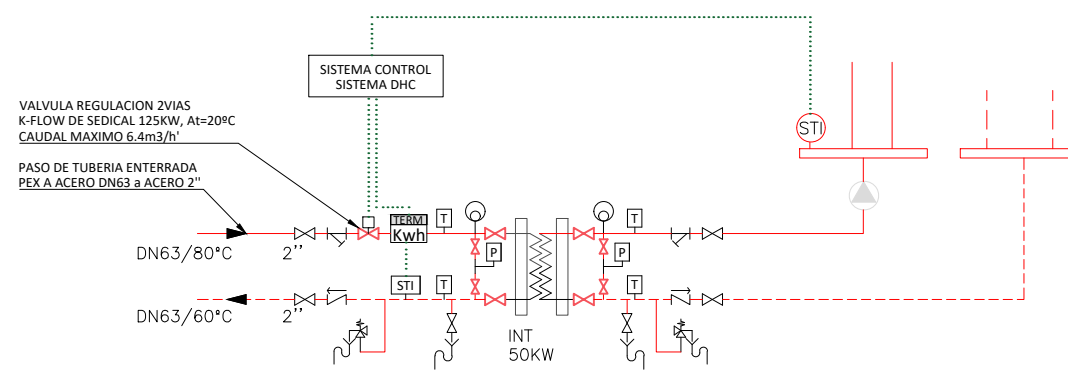 SISTEMA CONTROL
SISTEMA DHC
VALVULA REGULACION 2VIAS
K-FLOW DE SEDICAL 125KW, At=20ºC
CAUDAL MAXIMO 6.4m3/h'
PASO DE TUBERIA ENTERRADA
PEX A ACERO DN63 a ACERO 2''
STI
TERM
Kwh
T
T
DN63/80°C
2''
P
P
STI
T
T
DN63/60°C
2''
INT
50KW